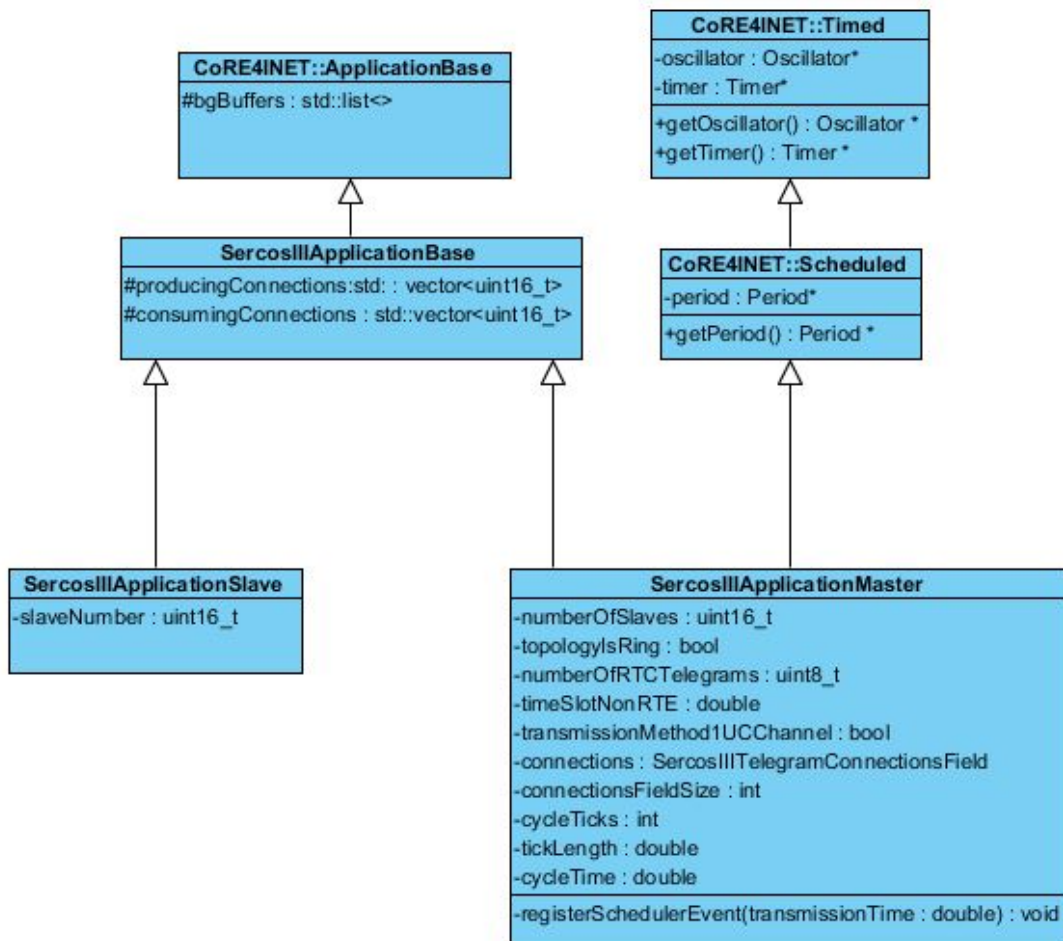 CoRE4INET::ApplicationBase
#bgBuffers : std::list<>
CoRE4INET::Timed
-oscillator : Oscillator*
-timer : Timer*
+getOscillator() : Oscillator *
+getTimer() : Timer *
SercosIIIApplicationBase
#producingConnections:std: : vector<uint16_t>
#consumingConnections : std::vector<uint16_t>
CoRE4INET::Scheduled
-period : Period*
+getPeriod() : Period *
SercosIIIApplicationSlave
-slaveNumber : uint16_t
SercosIIIApplicationMaster
-numberOfSlaves : uint16_t
-topologyIsRing : bool
-numberOfRTCTelegrams : uint8_t
-timeSlotNonRTE : double
-transmissionMethod1UCChannel : bool
-connections : SercosIIITelegramConnectionsField
-connectionsFieldSize : int
-cycleTicks : int
-tickLength : double
-cycleTime : double
-registerSchedulerEvent(transmissionTime : double) : void